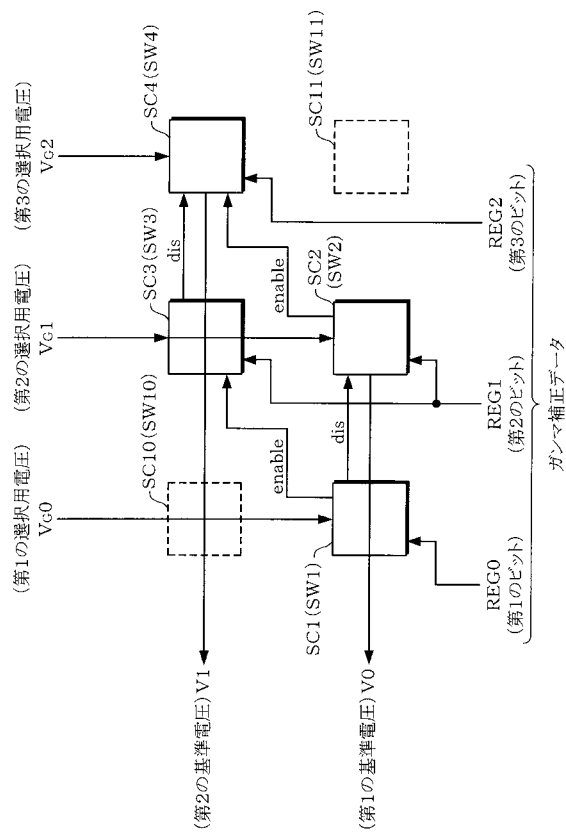 (第1の選択用電圧)
VG0
(第2の選択用電圧)
VG1
(第3の選択用電圧)
VG2
SC10(SW10)
SC3(SW3)
SC4(SW4)
dis
(第2の基準電圧) V1
enable
enable
SC11(SW11)
SC1(SW1)
dis
SC2
(SW2)
(第1の基準電圧) V0
REG0
(第1のビット)
REG1
(第2のビット)
REG2
(第3のビット)
ガンマ補正データ